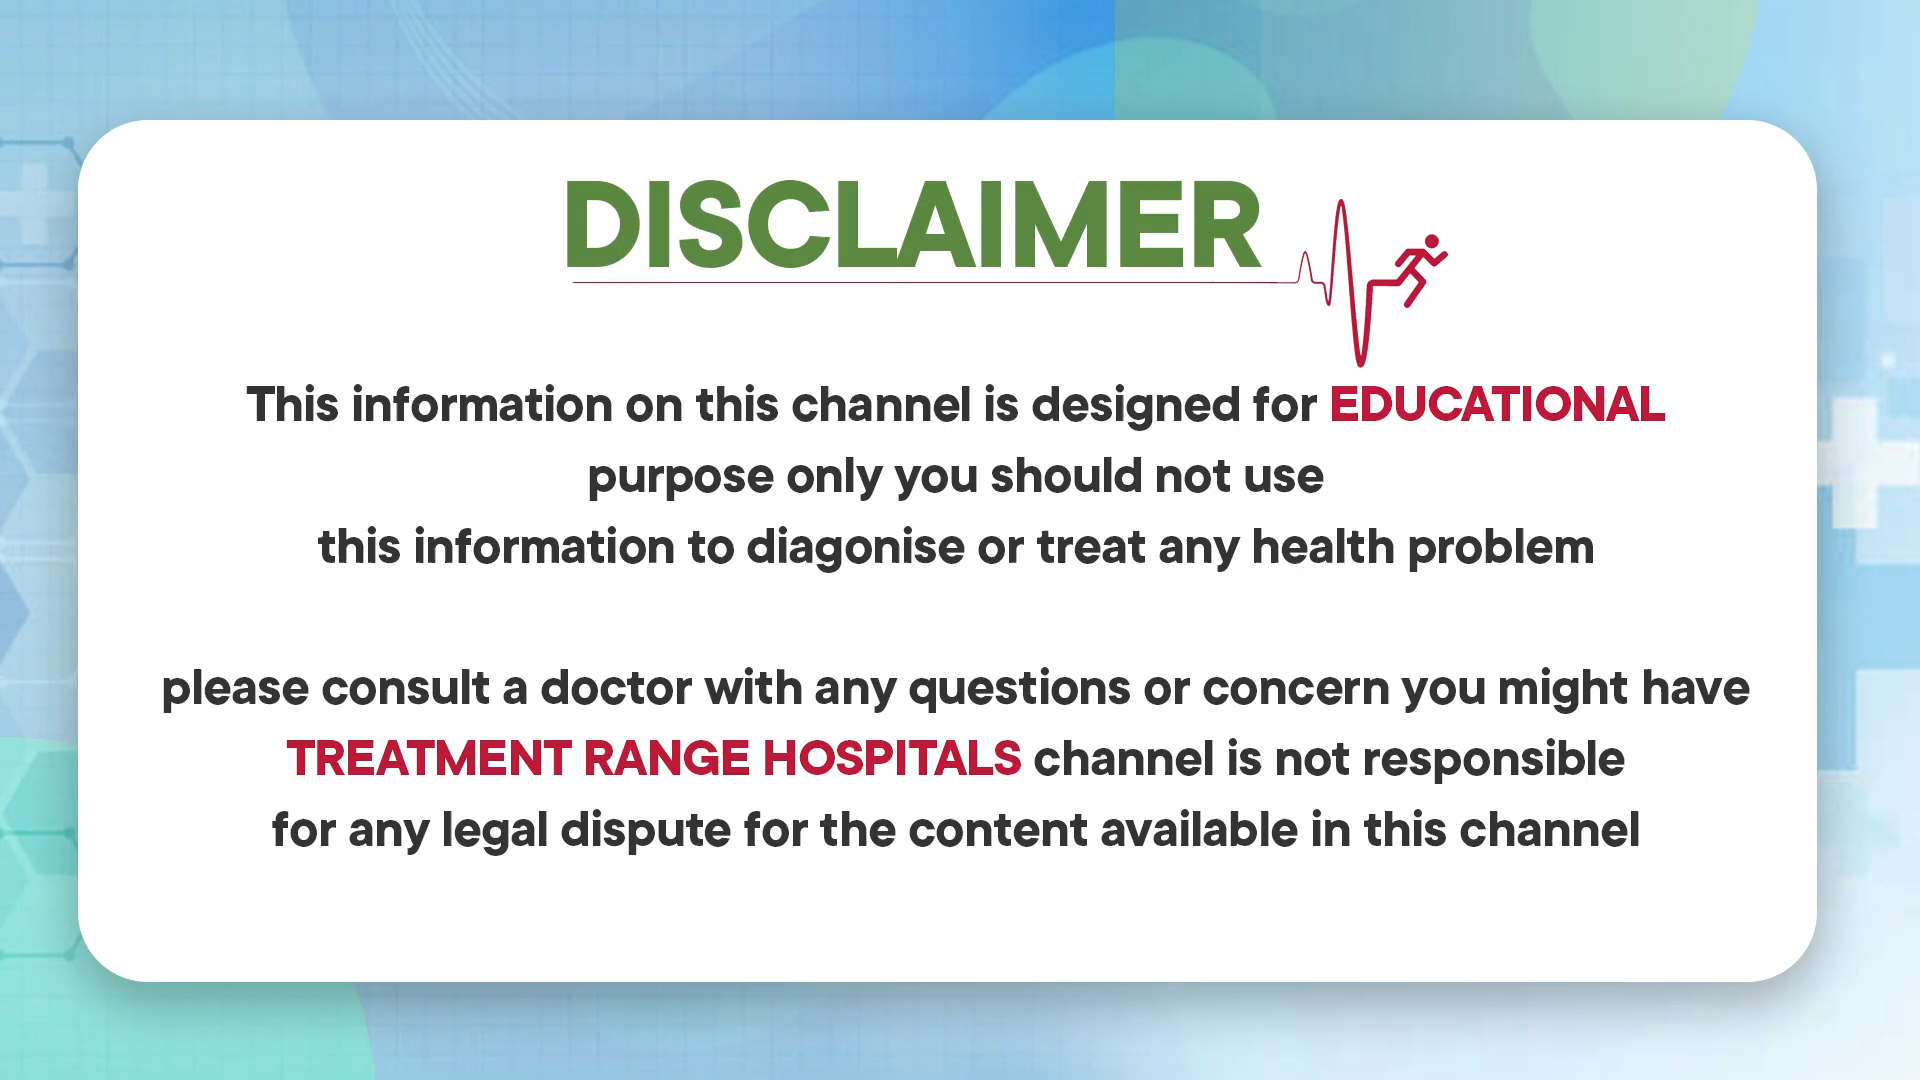 DISCLAIMER
This information on this channel is designed for EDUCATIONAL
purpose only you should not use
this information to diagonise or treat any health problem
please consult a doctor with any questions or concern you might have
TREATMENT RANGE HOSPITALS channel is not responsible
for any legal dispute for the content available in this channel